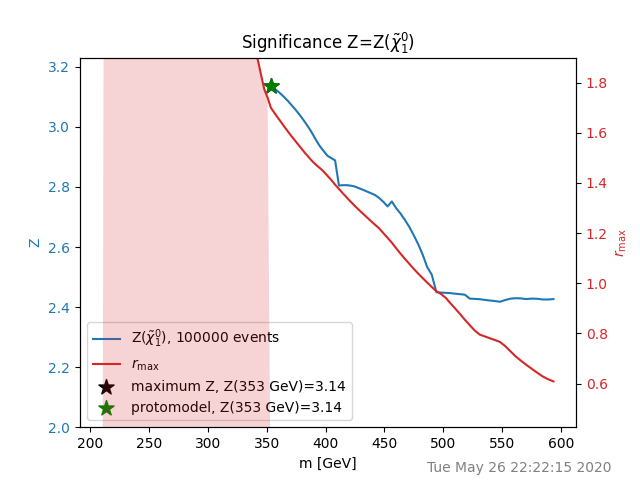 Significance Z=Z(χ̃₁⁰)
3.2
3.0
2.8
2.6
2.4
2.2
2.0
Z
1.8
1.6
1.4
1.2
1.0
0.8
0.6
r_max
Z(χ̃₁⁰), 100000 events
r_max
maximum Z, Z(353 GeV)=3.14
protomodel, Z(353 GeV)=3.14
200 250 300 350 400 450 500 550 600
m [GeV]
Tue May 26 22:22:15 2020